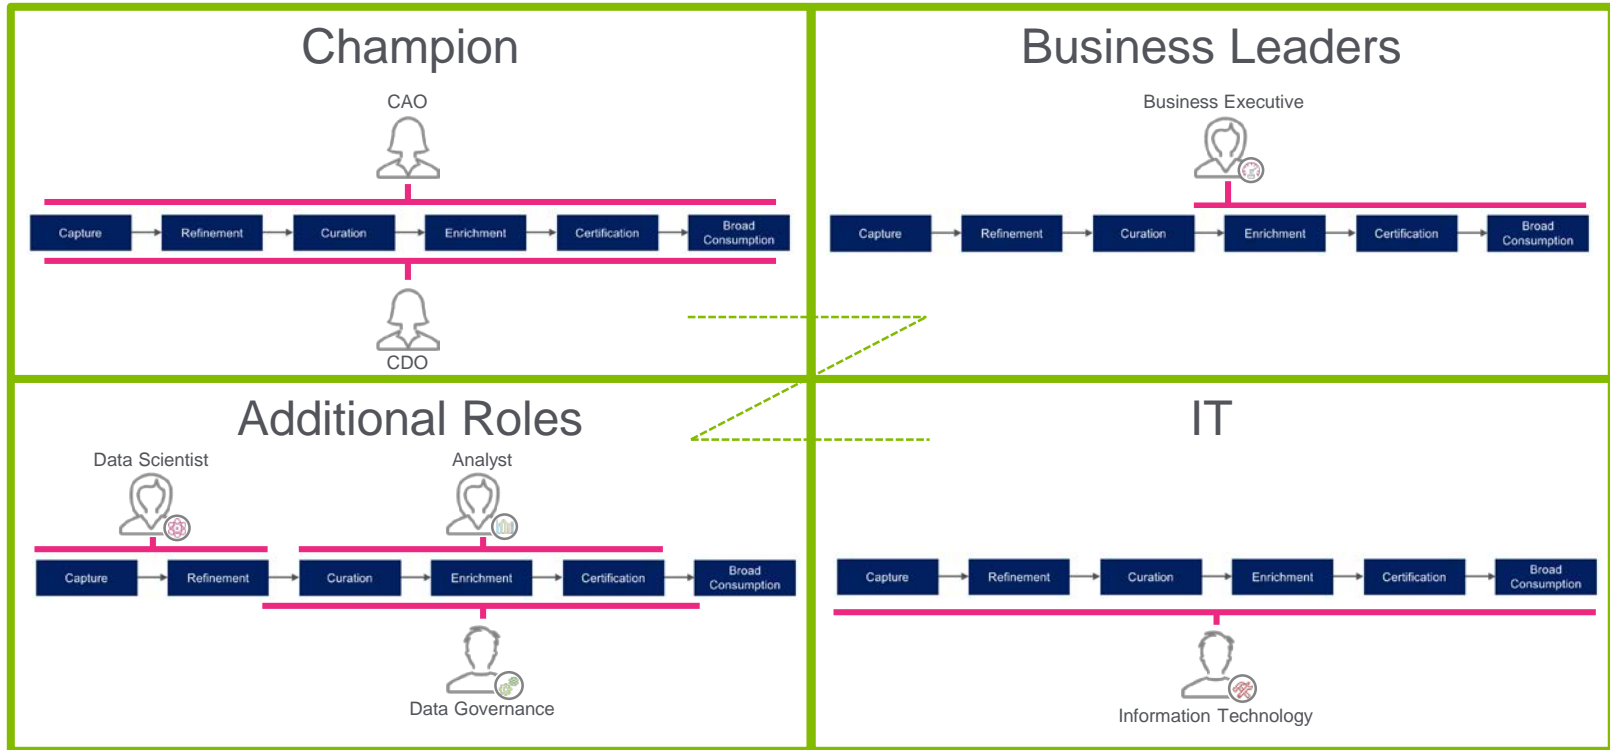 Champion
CAO
Capture
Refinement
Curation
Enrichment
Certification
Broad
Consumption
CDO
Business Leaders
Business Executive
Capture
Refinement
Curation
Enrichment
Certification
Broad
Consumption
Additional Roles
Data Scientist
Analyst
Capture
Refinement
Curation
Enrichment
Certification
Broad
Consumption
Data Governance
IT
Capture
Refinement
Curation
Enrichment
Certification
Broad
Consumption
Information Technology